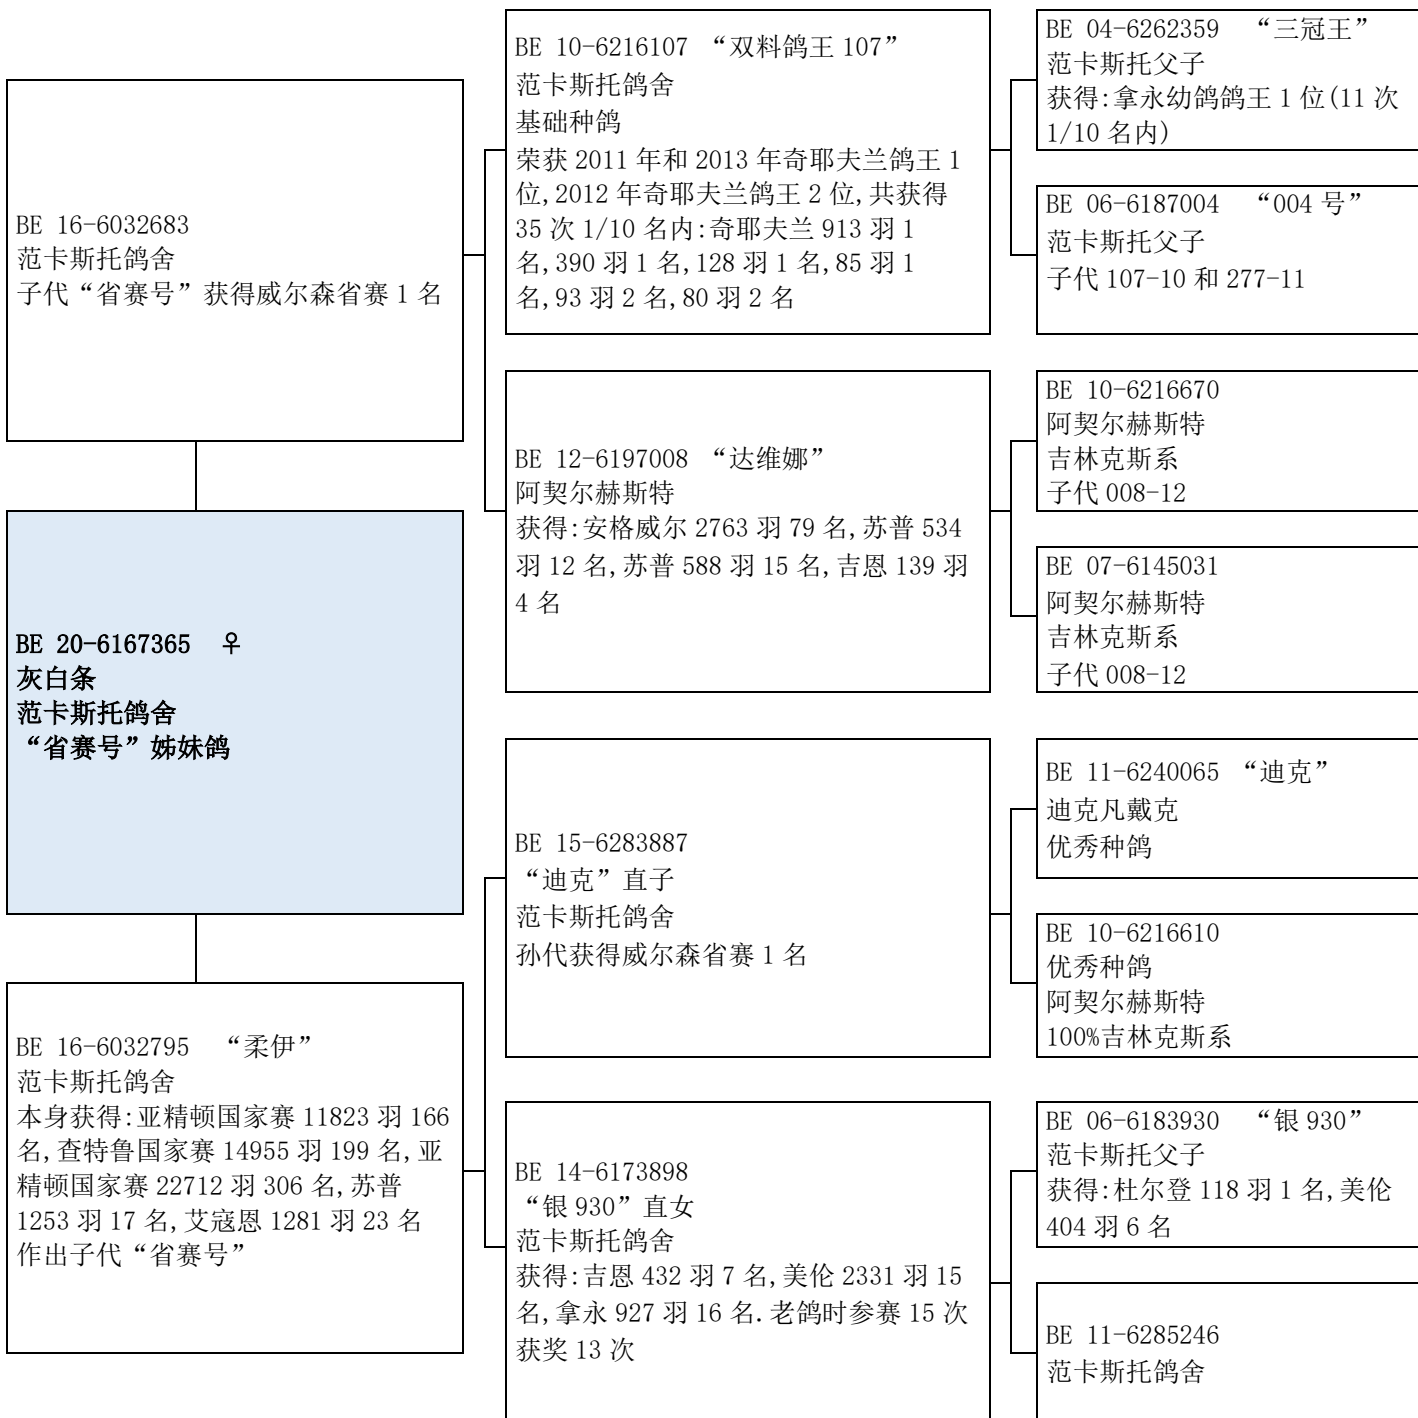 BE 16-6032683
范卡斯托鸽舍
子代“省赛号”获得威尔森省赛 1 名
BE 20-6167365 ♀
灰白条
范卡斯托鸽舍
“省赛号”姊妹鸽
BE 16-6032795 “柔伊”
范卡斯托鸽舍
本身获得:亚精顿国家赛 11823 羽 166
名,查特鲁国家赛 14955 羽 199 名,亚
精顿国家赛 22712 羽 306 名,苏普
1253 羽 17 名,艾寇恩 1281 羽 23 名
作出子代“省赛号”
BE 10-6216107 “双料鸽王 107”
范卡斯托鸽舍
基础种鸽
荣获 2011 年和 2013 年奇耶夫兰鸽王 1
位,2012 年奇耶夫兰鸽王 2 位,共获得
35 次 1/10 名内:奇耶夫兰 913 羽 1
名,390 羽 1 名,128 羽 1 名,85 羽 1
名,93 羽 2 名,80 羽 2 名
BE 12-6197008 “达维娜”
阿契尔赫斯特
获得:安格威尔 2763 羽 79 名,苏普 534
羽 12 名,苏普 588 羽 15 名,吉恩 139 羽
4 名
BE 15-6283887
“迪克”直子
范卡斯托鸽舍
孙代获得威尔森省赛 1 名
BE 14-6173898
“银 930”直女
范卡斯托鸽舍
获得:吉恩 432 羽 7 名,美伦 2331 羽 15
名,拿永 927 羽 16 名.老鸽时参赛 15 次
获奖 13 次
BE 04-6262359 “三冠王”
范卡斯托父子
获得:拿永幼鸽鸽王 1 位(11 次
1/10 名内)
BE 06-6187004 “004 号”
范卡斯托父子
子代 107-10 和 277-11
BE 10-6216670
阿契尔赫斯特
吉林克斯系
子代 008-12
BE 07-6145031
阿契尔赫斯特
吉林克斯系
子代 008-12
BE 11-6240065 “迪克”
迪克凡戴克
优秀种鸽
BE 10-6216610
优秀种鸽
阿契尔赫斯特
100%吉林克斯系
BE 06-6183930 “银 930”
范卡斯托父子
获得:杜尔登 118 羽 1 名,美伦
404 羽 6 名
BE 11-6285246
范卡斯托鸽舍